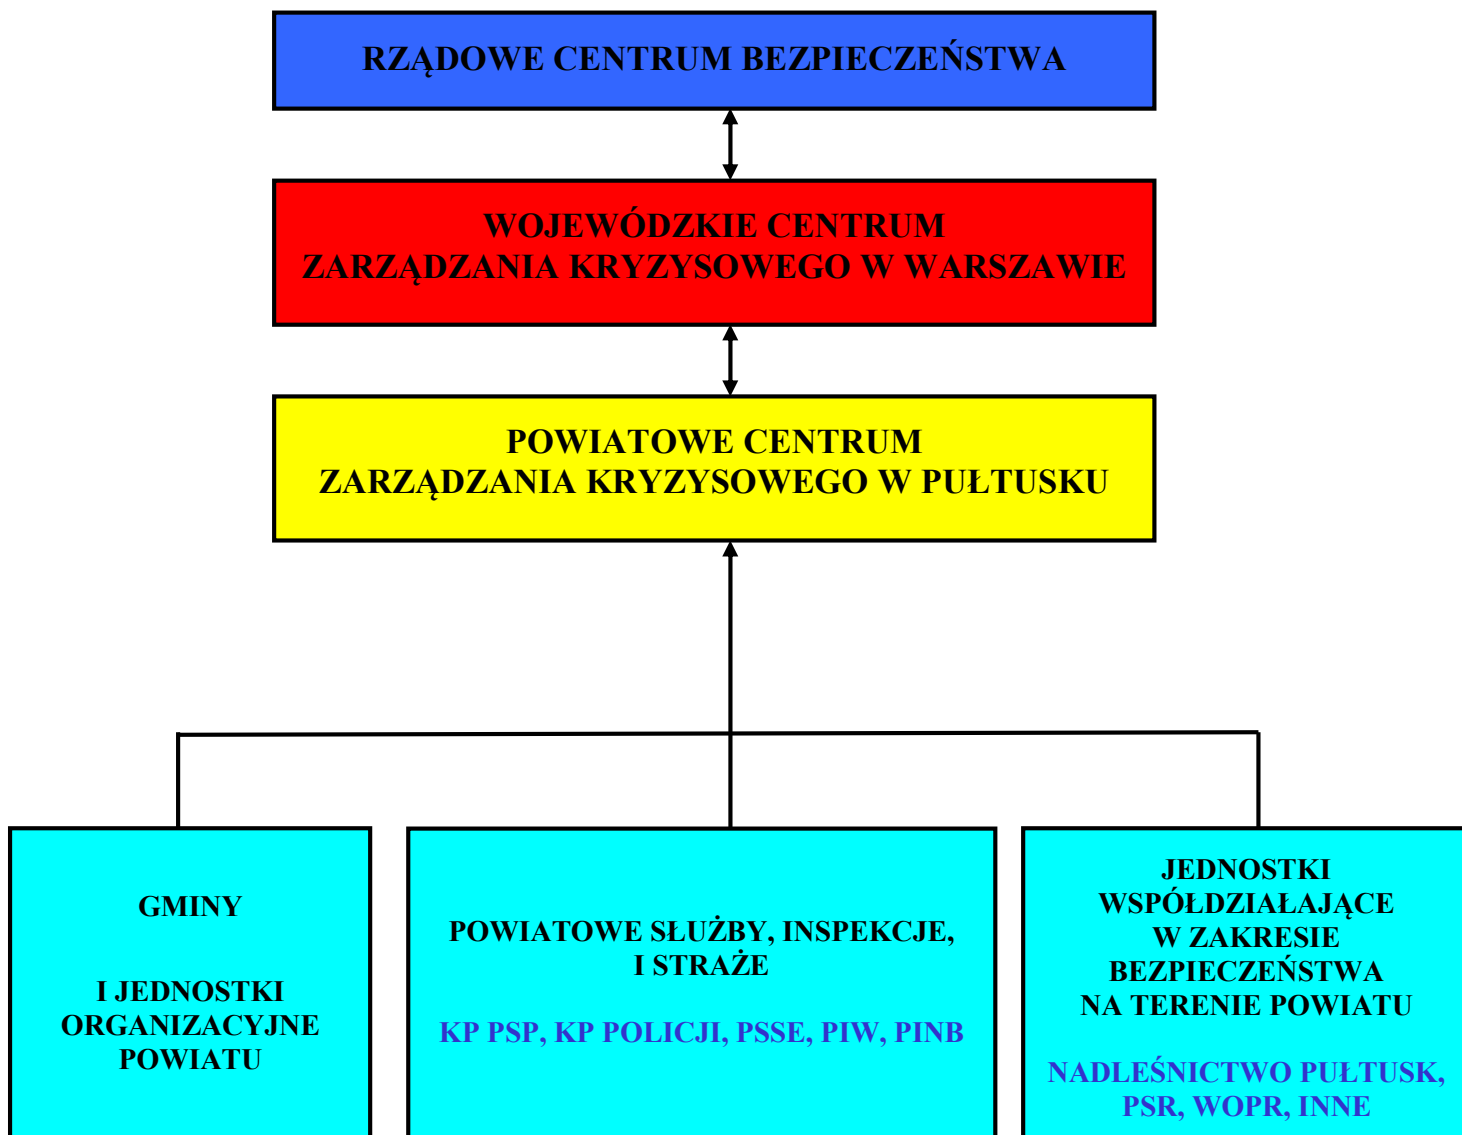 RZĄDOWE CENTRUM BEZPIECZEŃSTWA
WOJEWÓDZKIE CENTRUM
ZARZĄDZANIA KRYZYSOWEGO W WARSZAWIE
POWIATOWE CENTRUM
ZARZĄDZANIA KRYZYSOWEGO W PUŁTUSKU
GMINY
I JEDNOSTKI
ORGANIZACYJNE
POWIATU
POWIATOWE SŁUŻBY, INSPEKCJE,
I STRAŻE
KP PSP, KP POLICJI, PSSE, PIW, PINB
JEDNOSTKI
WSPÓŁDZIAŁAJĄCE
W ZAKRESIE
BEZPIECZEŃSTWA
NA TERENIE POWIATU
NADLEŚNICTWO PUŁTUSK,
PSR, WOPR, INNE